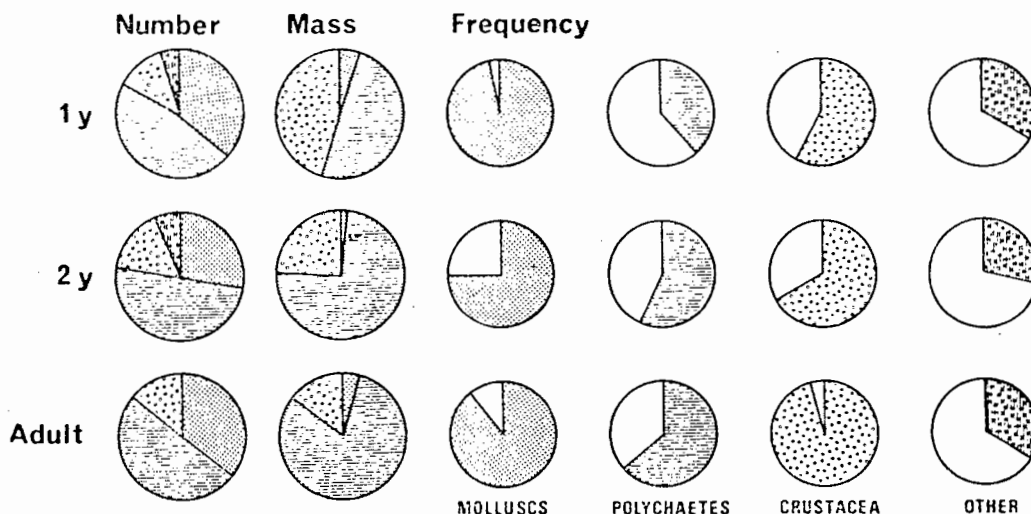 Number Mass Frequency
1 y
2 y
Adult
MOLLUSCS POLYCHAETES CRUSTACEA OTHER